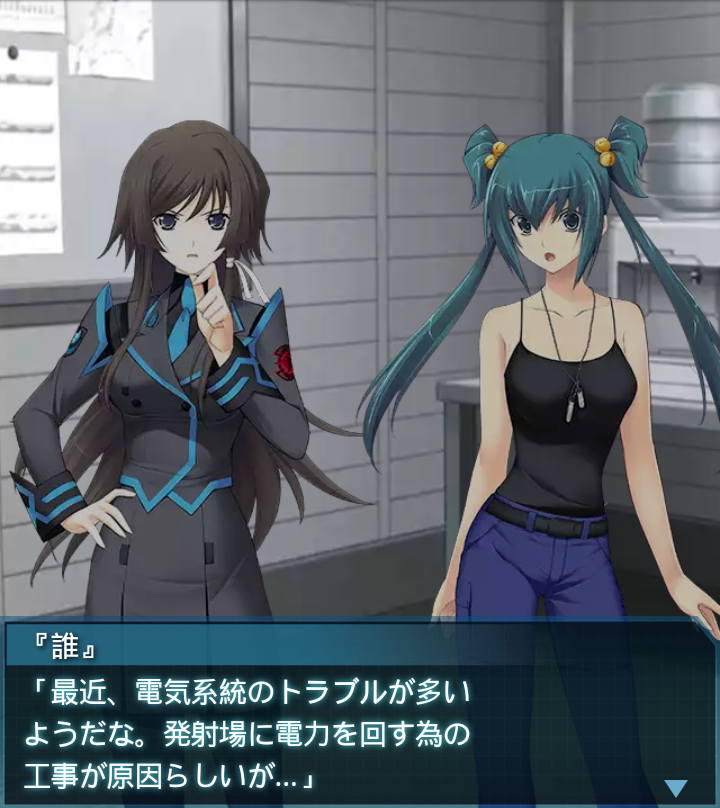 『誰』
「最近、電気系統のトラブルが多い
ようだな。発射場に電力を回す為の
工事が原因らしいが…」